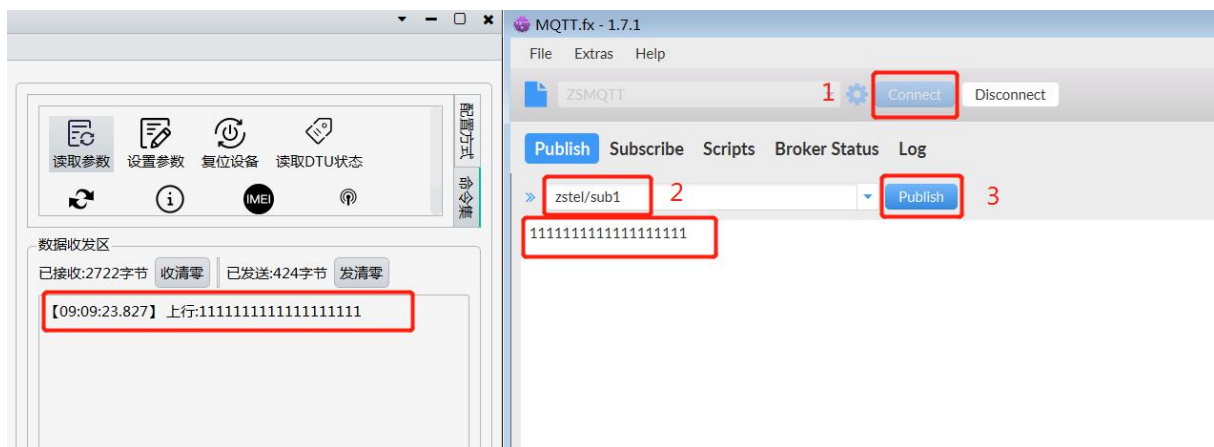 MQTT.fx - 1.7.1
File Extras Help
ZSMQTT 1 Connect Disconnect
Publish Subscribe Scripts Broker Status Log
zstel/sub1 2 Publish 3
1111111111111111111
配置方式
命令集
读取参数 设置参数 复位设备 读取DTU状态
IMEI
数据收发区
已接收:2722字节 收清零 已发送:424字节 发清零
【09:09:23.827】 上行:1111111111111111111